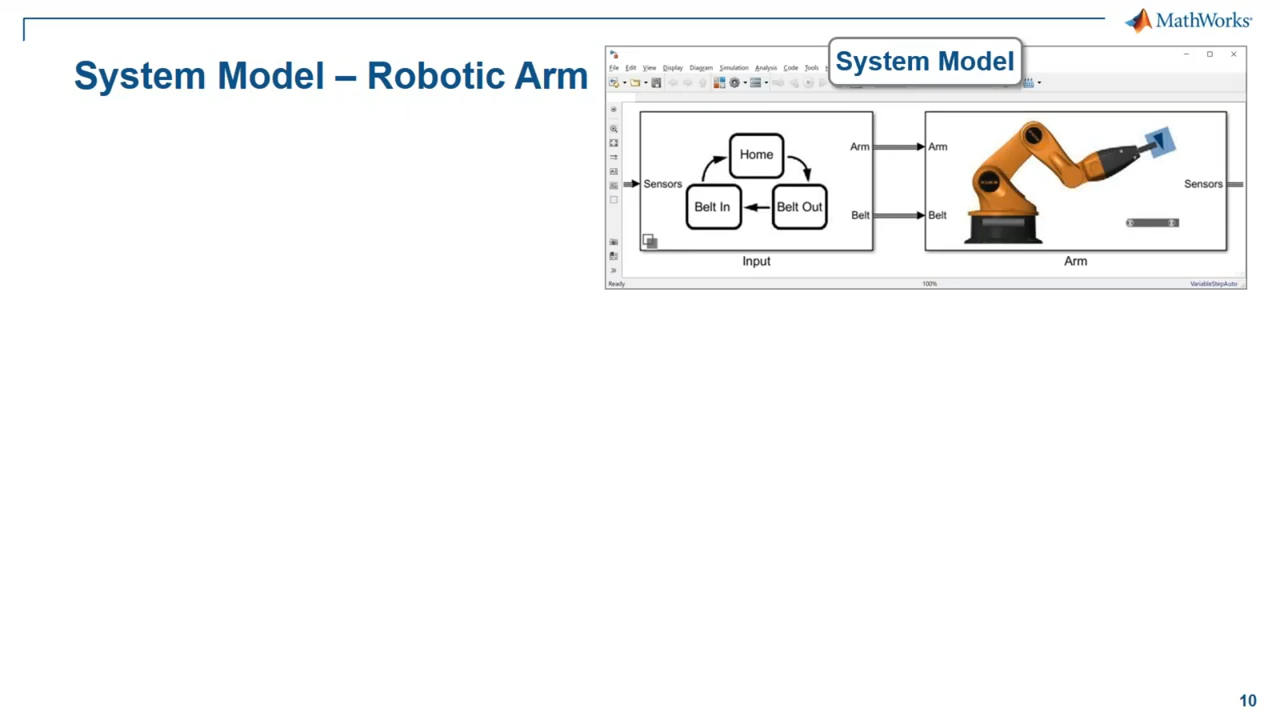 MathWorks®
System Model – Robotic Arm
System Model
File Edit View Display Diagram Simulation Analysis Code Tools
Home
Belt In
Belt Out
Sensors
Arm
Belt
Input
Arm
Belt
Sensors
Arm
Ready
100%
VariableStepAuto
10